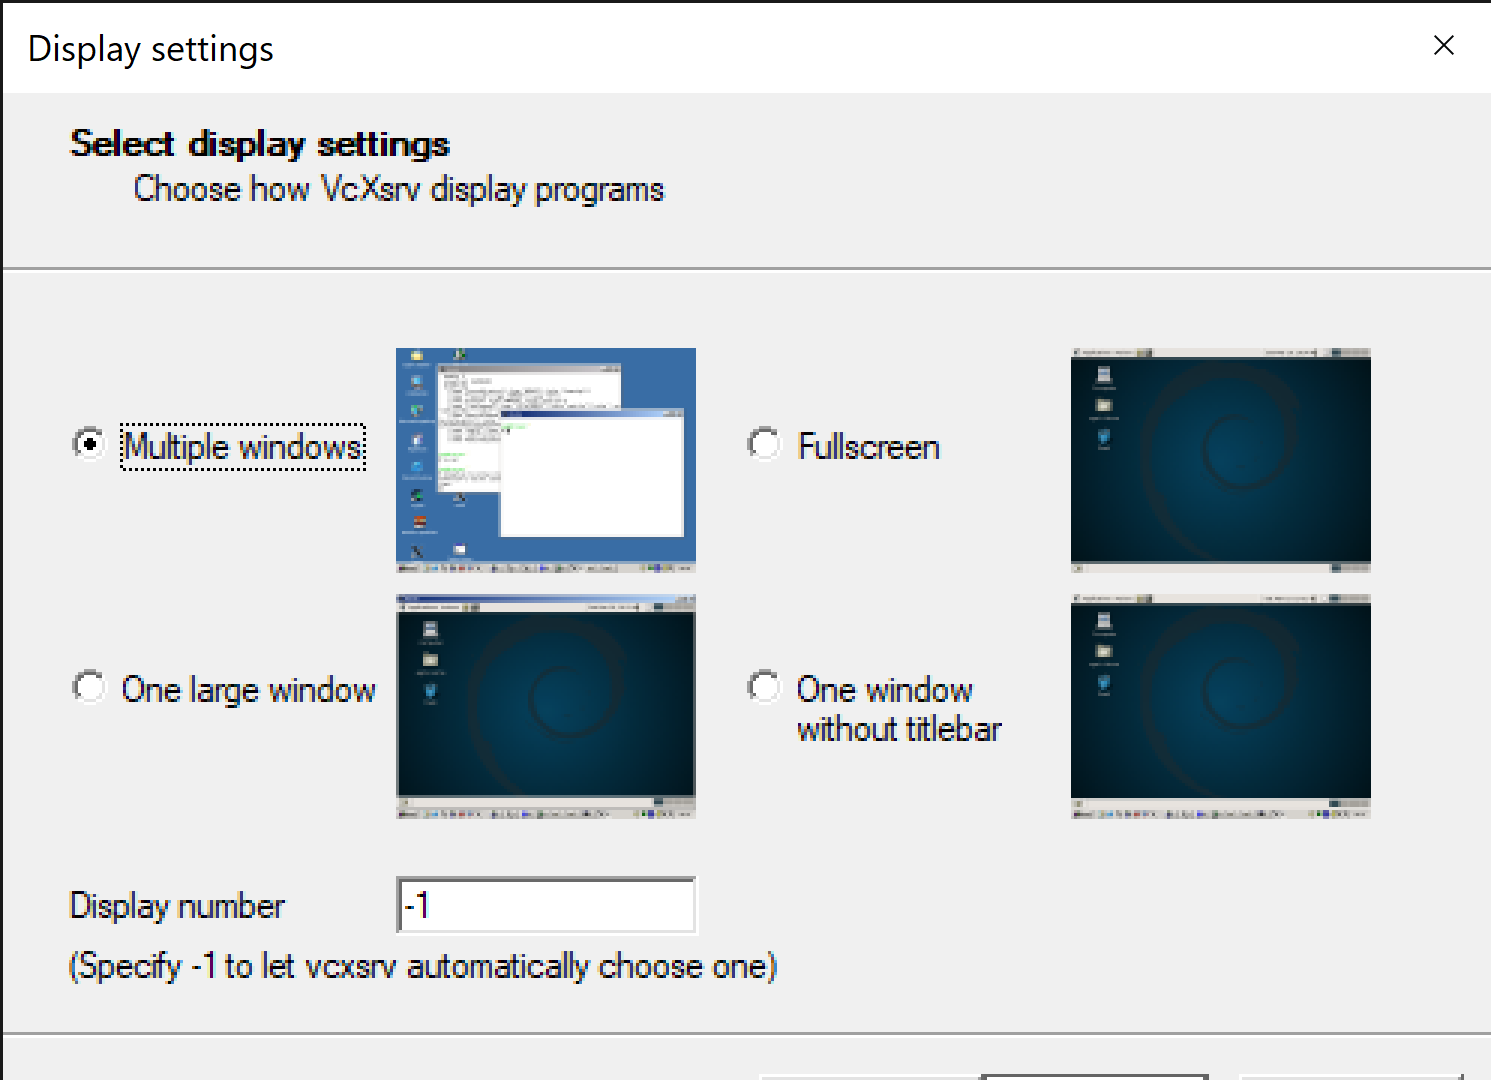 Display settings
Select display settings
Choose how VcXsrv display programs
Multiple windows
Fullscreen
One large window
One window
without titlebar
Display number
-1
(Specify -1 to let vcxsrv automatically choose one)